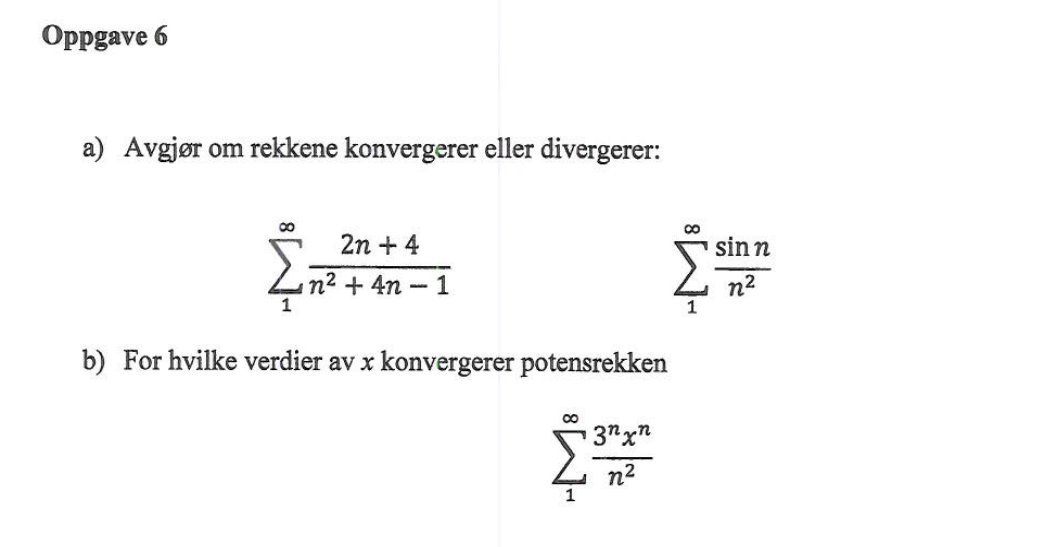 Oppgave 6
a) Avgjør om rekkene konvergerer eller divergerer:
$\sum_{1}^{\infty} \frac{2n+4}{n^2+4n-1}$ $\sum_{1}^{\infty} \frac{\sin n}{n^2}$
b) For hvilke verdier av x konvergerer potensrekken
$\sum_{1}^{\infty} \frac{3^n x^n}{n^2}$